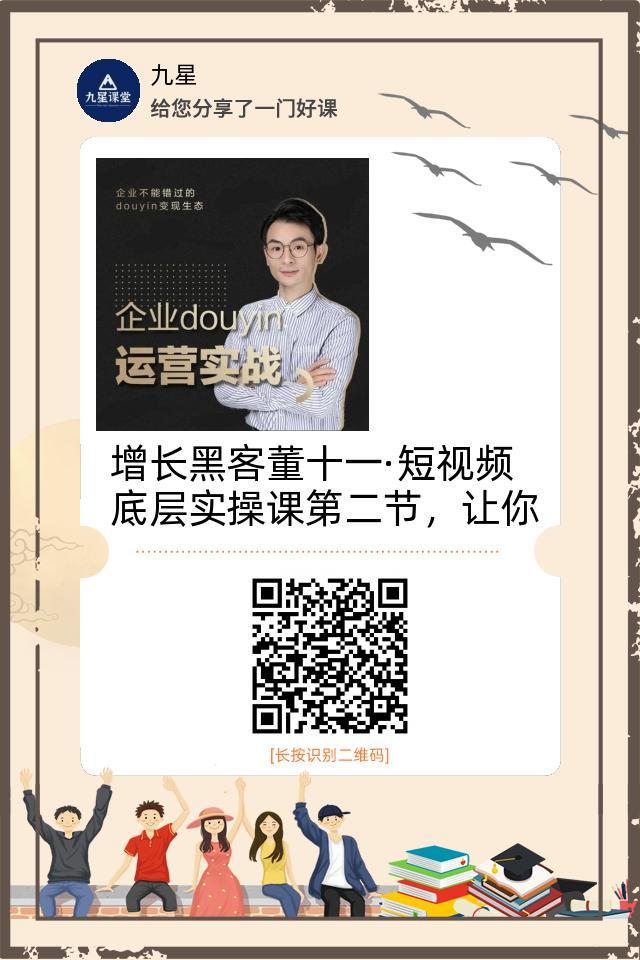 九星
九星课堂
给您分享了一门好课
企业不能错过的
douyin变现生态
企业douyin
运营实战
增长黑客董十一·短视频
底层实操课第二节，让你
[长按识别二维码]